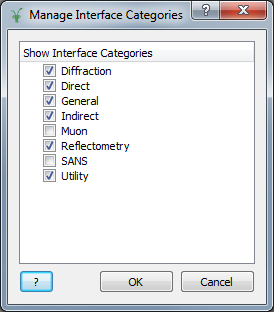 Manage Interface Categories
?
Show Interface Categories
Diffraction
Direct
General
Indirect
Muon
Reflectometry
SANS
Utility
? OK Cancel